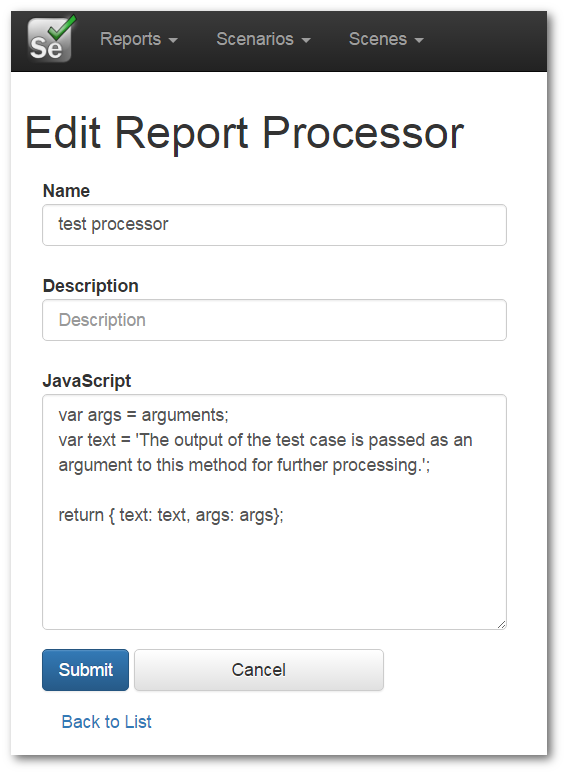 Se
Reports
Scenarios
Scenes
Edit Report Processor
Name
test processor
Description
Description
JavaScript
var args = arguments;
var text = 'The output of the test case is passed as an
argument to this method for further processing.';
return { text: text, args: args};
Submit
Cancel
Back to List